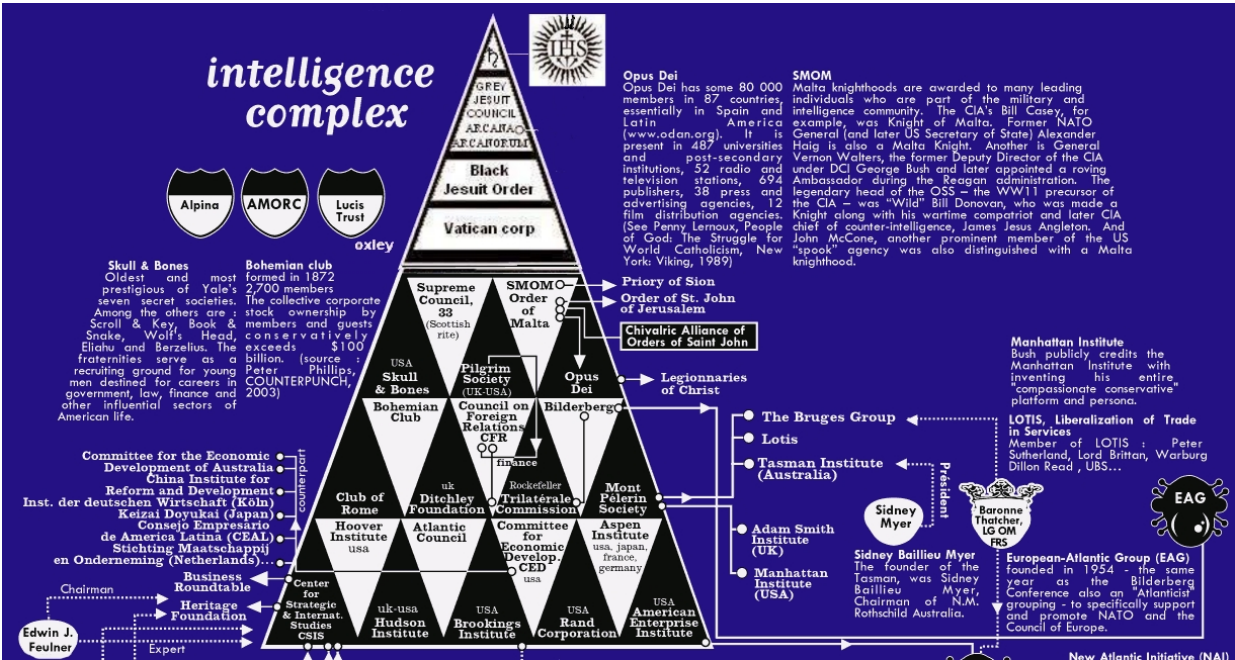 intelligence
complex
IHS
♄
GREY
JESUIT
COUNCIL
ARCANA
ARCANORUM
Black
Jesuit Order
Vatican corp
Alpina
AMORC
Lucis
Trust
oxley
Skull & Bones
Oldest and most
prestigious of Yale's
seven secret societies.
Among the others are :
Scroll & Key, Book &
Snake, Wolf's Head,
Eliahu and Berzelius. The
fraternities serve as a
recruiting ground for young
men destined for careers in
government, law, finance and
other influential sectors of
American life.
Bohemian club
formed in 1872
2,700 members
The collective corporate
stock ownership by
members and guests
conservatively
exceeds $100
billion. (source :
Peter Phillips,
COUNTERPUNCH,
2003)
Opus Dei
Opus Dei has some 80 000
members in 87 countries,
essentially in Spain and
Latin America
(www.odan.org). It is
present in 487 universities
and post-secondary
institutions, 52 radio and
television stations, 694
publishers, 38 press and
advertising agencies, 12
film distribution agencies.
(See Penny Lernoux, People
of God: The Struggle for
World Catholicism, New
York: Viking, 1989)
SMOM
Malta knighthoods are awarded to many leading
individuals who are part of the military and
intelligence community. The CIA's Bill Casey, for
example, was Knight of Malta. Former NATO
General (and later US Secretary of State) Alexander
Haig is also a Malta Knight. Another is General
Vernon Walters, the former Deputy Director of the CIA
under DCI George Bush and later appointed a roving
Ambassador during the Reagan administration. The
legendary head of the OSS – the WW11 precursor of
the CIA – was "Wild" Bill Donovan, who was made a
Knight along with his wartime compatriot and later CIA
chief of counter-intelligence, James Jesus Angleton. And
John McCone, another prominent member of the US
"spook" agency was also distinguished with a Malta
knighthood.
Supreme
Council,
33
(Scottish
rite)
SMOM
Order
of
Malta
Priory of Sion
Order of St. John
of Jerusalem
Chivalric Alliance of
Orders of Saint John
USA
Skull
& Bones
Pilgrim
Society
(UK-USA)
Opus
Dei
Legionnaries
of Christ
Bohemian
Club
Council on
Foreign
Relations
CFR
Bilderberg
finance
Club of
Rome
uk
Ditchley
Foundation
Rockefeller
Trilatérale
Commission
Mont
Pélerin
Society
The Bruges Group
Lotis
Tasman Institute
(Australia)
Adam Smith
Institute
(UK)
Manhattan
Institute
(USA)
Hoover
Institute
usa
Atlantic
Council
Committee
for
Economic
Develop.
CED
usa
Aspen
Institute
usa, japan,
france,
germany
Center
for
Strategic
& Internat.
Studies
CSIS
uk-usa
Hudson
Institute
USA
Brookings
Institute
USA
Rand
Corporation
USA
American
Enterprise
Institute
Committee for the Economic
Development of Australia
China Institute for
Reform and Development
Inst. der deutschen Wirtschaft (Köln)
Keizai Doyukai (Japan)
Consejo Empresario
de America Latina (CEAL)
Stichting Maatschappij
en Onderneming (Netherlands)...
counterpart
Business
Roundtable
Heritage
Foundation
Chairman
Edwin J.
Feulner
Expert
Manhattan Institute
Bush publicly credits the
Manhattan Institute with
inventing his entire
"compassionate conservative"
platform and persona.
LOTIS, Liberalization of Trade
in Services
Member of LOTIS : Peter
Sutherland, Lord Brittan, Warburg
Dillon Read , UBS...
Président
Sidney
Myer
Baronne
Thatcher,
LG OM
FRS
EAG
Sidney Baillieu Myer
The founder of the
Tasman, was Sidney
Baillieu Myer,
Chairman of N.M.
Rothschild Australia.
European-Atlantic Group (EAG)
founded in 1954 - the same
year as the Bilderberg
Conference also an "Atlanticist"
grouping - to specifically support
and promote NATO and the
Council of Europe.
New Atlantic Initiative (NAI)